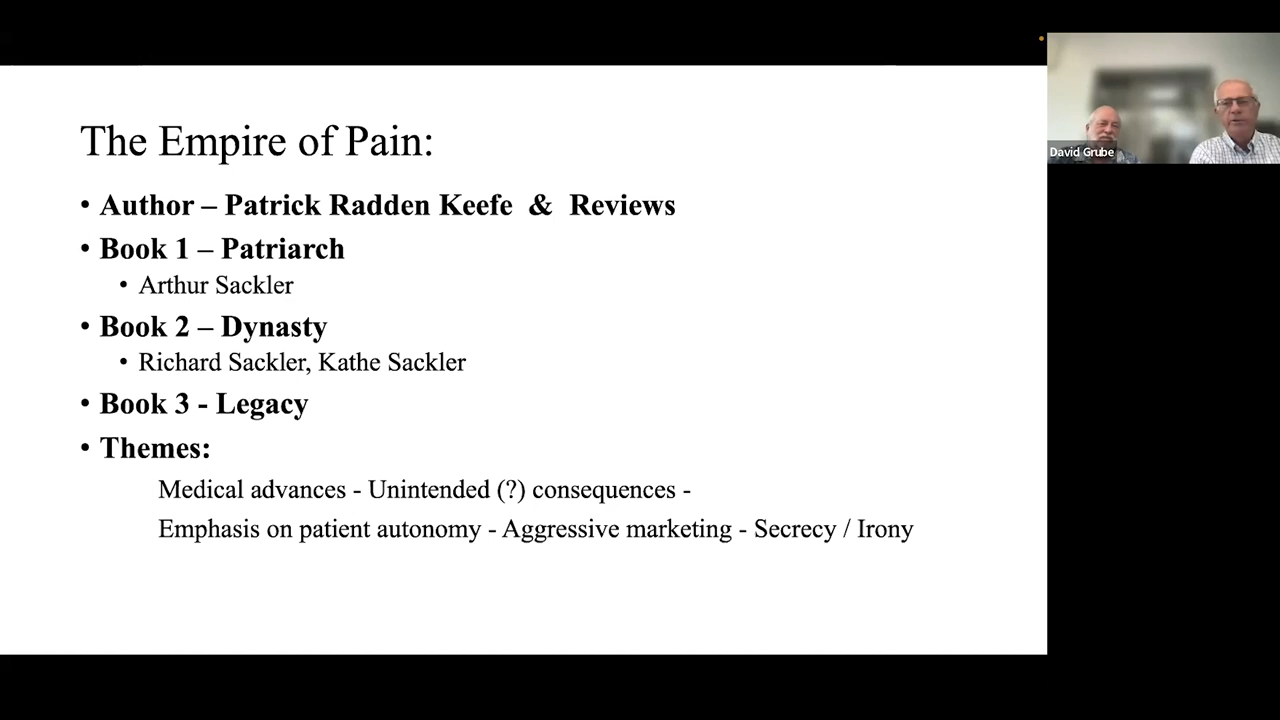 The Empire of Pain:
• Author – Patrick Radden Keefe & Reviews
• Book 1 – Patriarch
• Arthur Sackler
• Book 2 – Dynasty
• Richard Sackler, Kathe Sackler
• Book 3 - Legacy
• Themes:
Medical advances - Unintended (?) consequences -
Emphasis on patient autonomy - Aggressive marketing - Secrecy / Irony
David Grube